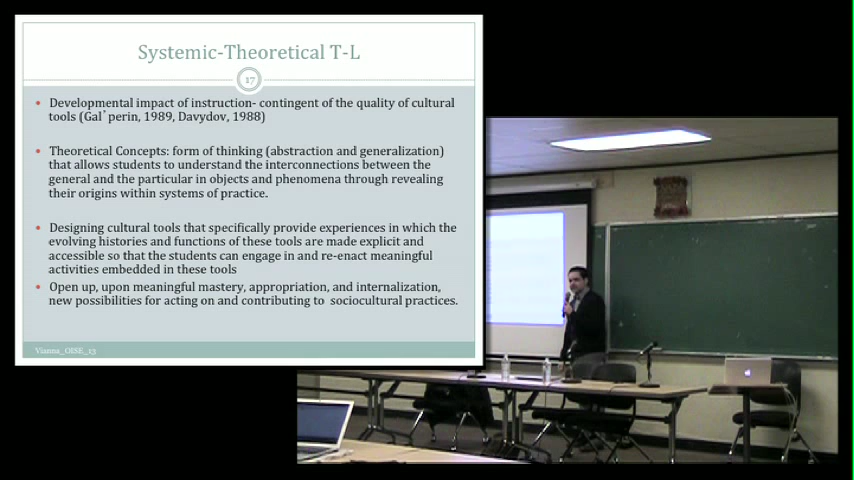 Systemic-Theoretical T-L
17
Developmental impact of instruction- contingent of the quality of cultural
tools (Gal’perin, 1989, Davydov, 1988)
Theoretical Concepts: form of thinking (abstraction and generalization)
that allows students to understand the interconnections between the
general and the particular in objects and phenomena through revealing
their origins within systems of practice.
Designing cultural tools that specifically provide experiences in which the
evolving histories and functions of these tools are made explicit and
accessible so that the students can engage in and re-enact meaningful
activities embedded in these tools
Open up, upon meaningful mastery, appropriation, and internalization,
new possibilities for acting on and contributing to sociocultural practices.
Vianna_OISE_13